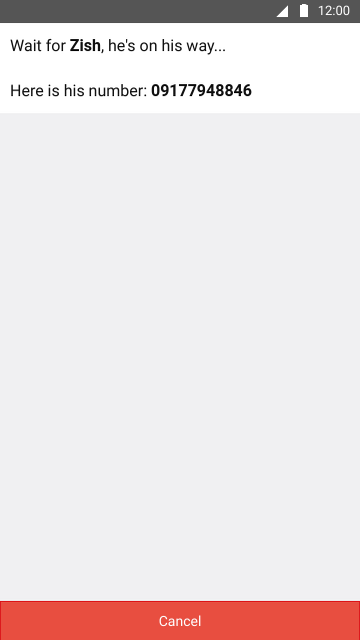 12:00
Wait for Zish, he's on his way...
Here is his number: 09177948846
Cancel